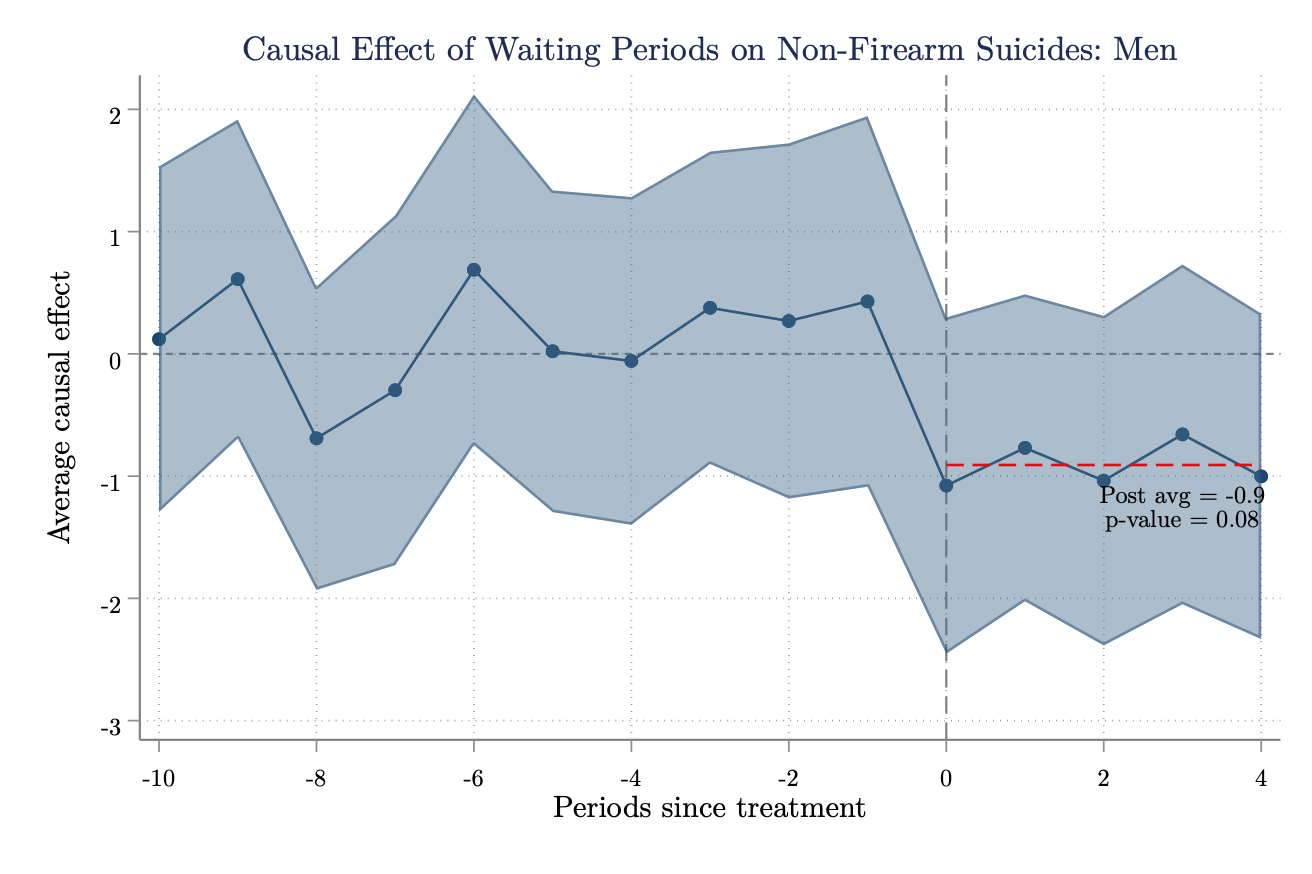 Causal Effect of Waiting Periods on Non-Firearm Suicides: Men
Average causal effect
2
1
0
-1
-2
-3
Post avg = -0.9
p-value = 0.08
-10 -8 -6 -4 -2 0 2 4
Periods since treatment